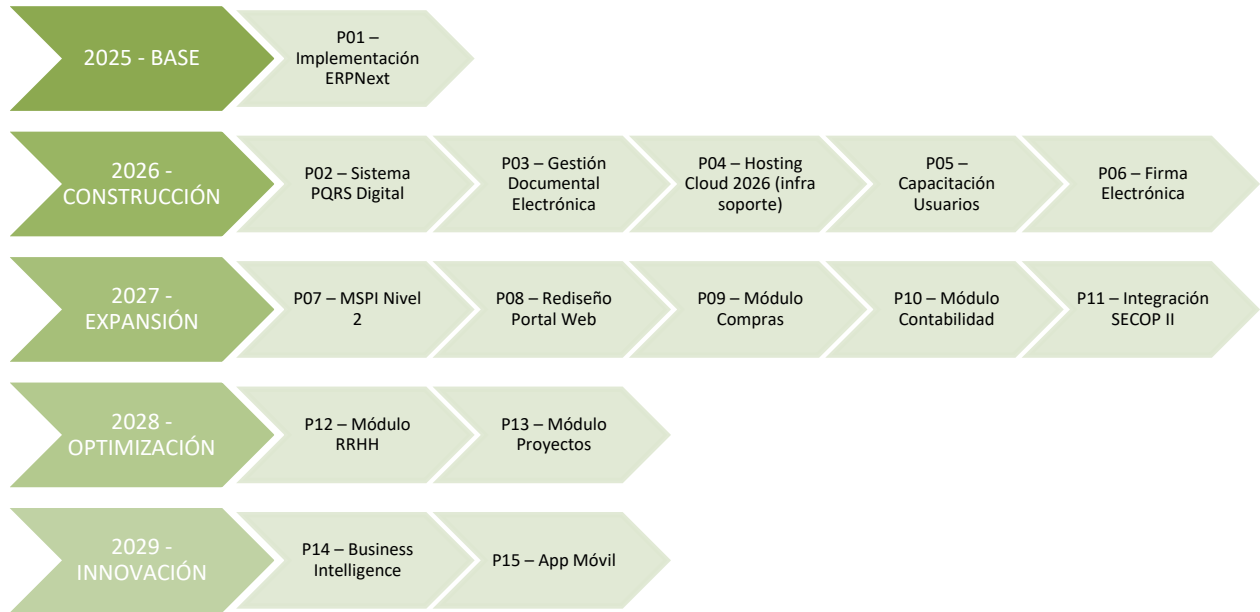 2025 - BASE
P01 –
Implementación
ERPNext
2026 -
CONSTRUCCIÓN
P02 – Sistema
PQRS Digital
P03 – Gestión
Documental
Electrónica
P04 – Hosting
Cloud 2026 (infra
soporte)
P05 –
Capacitación
Usuarios
P06 – Firma
Electrónica
2027 -
EXPANSIÓN
P07 – MSPI Nivel
2
P08 – Rediseño
Portal Web
P09 – Módulo
Compras
P10 – Módulo
Contabilidad
P11 – Integración
SECOP II
2028 -
OPTIMIZACIÓN
P12 – Módulo
RRHH
P13 – Módulo
Proyectos
2029 -
INNOVACIÓN
P14 – Business
Intelligence
P15 – App Móvil